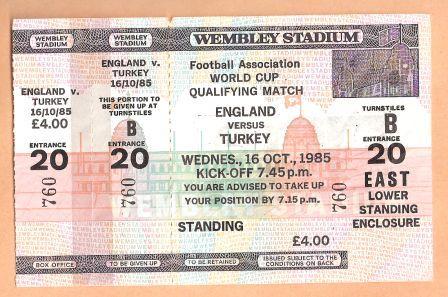 WEMBLEY STADIUM
ENGLAND v.
TURKEY
16/10/85
£4.00
ENTRANCE
20
760
BOX OFFICE
WEMBLEY STADIUM
ENGLAND v.
TURKEY
16/10/85
THIS PORTION TO
BE GIVEN UP AT
TURNSTILES
B
ENTRANCE
20
760
TO BE GIVEN UP
WEMBLEY STADIUM
Football Association
WORLD CUP
QUALIFYING MATCH
ENGLAND
VERSUS
TURKEY
WEDNES., 16 OCT., 1985
KICK-OFF 7.45 p.m.
YOU ARE ADVISED TO TAKE UP
YOUR POSITION BY 7.15 p.m.
STANDING
£4.00
TURNSTILES
B
ENTRANCE
20
760
EAST
LOWER
STANDING
ENCLOSURE
TO BE RETAINED
ISSUED SUBJECT TO THE
CONDITIONS ON BACK